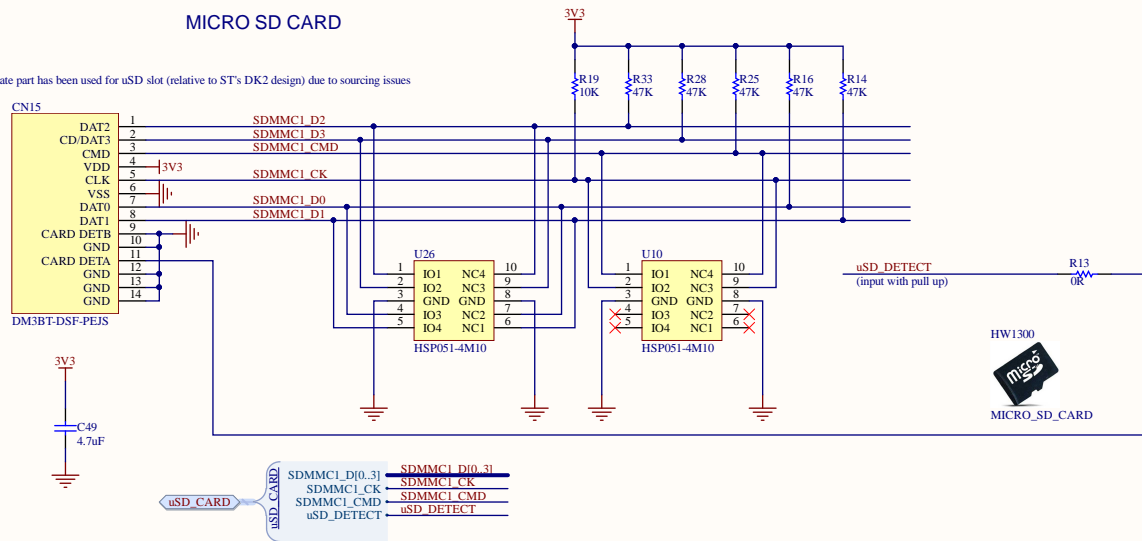 MICRO SD CARD
ate part has been used for uSD slot (relative to ST's DK2 design) due to sourcing issues
3V3
R19
10K
R33
47K
R28
47K
R25
47K
R16
47K
R14
47K
CN15
DAT2 1 SDMMC1_D2
CD/DAT3 2 SDMMC1_D3
CMD 3 SDMMC1_CMD
VDD 4 3V3
CLK 5 SDMMC1_CK
VSS 6
DAT0 7 SDMMC1_D0
DAT1 8 SDMMC1_D1
CARD DETB 9
GND 10
CARD DETA 11
GND 12
GND 13
GND 14
DM3BT-DSF-PEJS
U26
1 IO1 NC4 10
2 IO2 NC3 9
3 GND GND 8
4 IO3 NC2 7
5 IO4 NC1 6
HSP051-4M10
U10
1 IO1 NC4 10
2 IO2 NC3 9
3 GND GND 8
4 IO3 NC2 7
5 IO4 NC1 6
HSP051-4M10
uSD_DETECT
(input with pull up)
R13
0R
HW1300
Micro
SD
MICRO_SD_CARD
3V3
C49
4.7uF
uSD_CARD
uSD_CARD
SDMMC1_D[0..3] SDMMC1_D[0..3]
SDMMC1_CK SDMMC1_CK
SDMMC1_CMD SDMMC1_CMD
uSD_DETECT uSD_DETECT